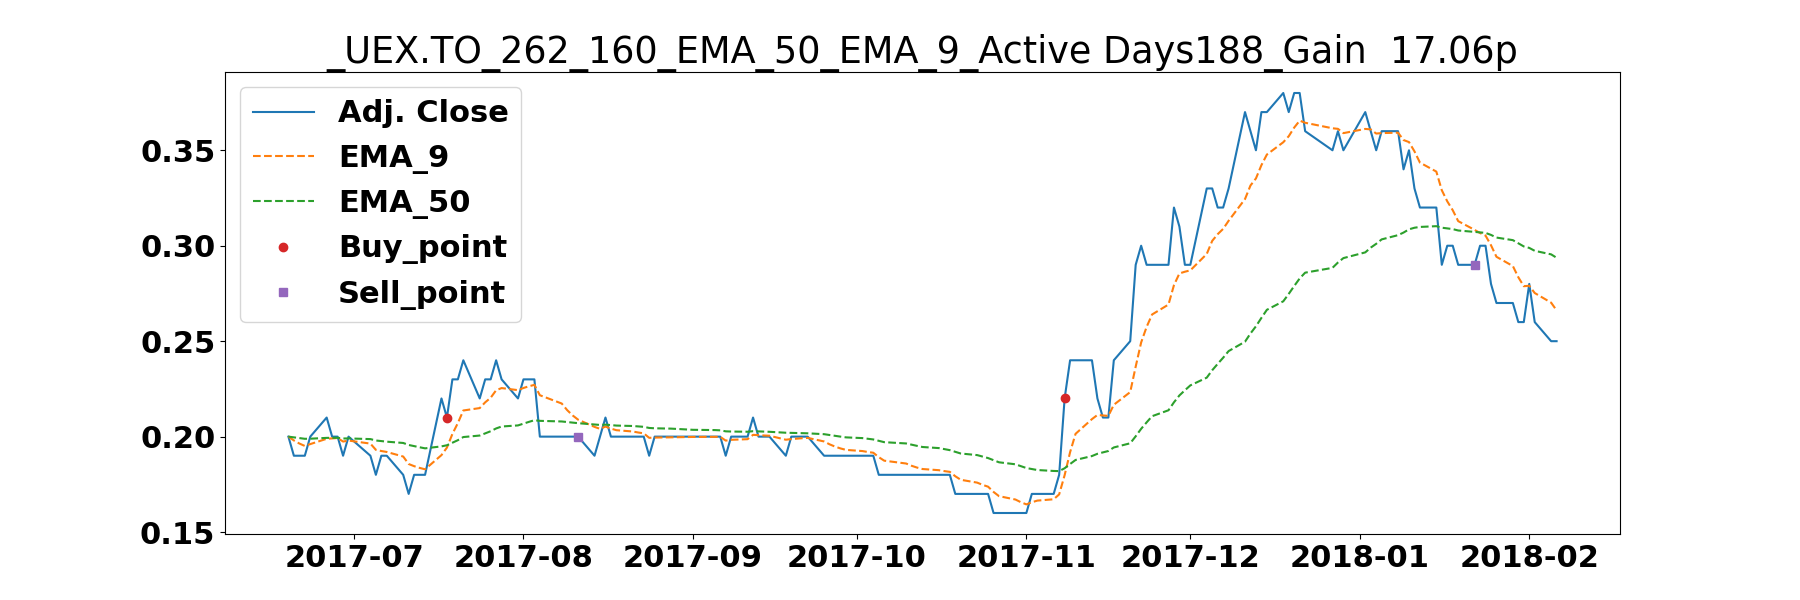 _UEX.TO_262_160_EMA_50_EMA_9_Active Days188_Gain  17.06p
Adj. Close
EMA_9
EMA_50
Buy_point
Sell_point
0.35
0.30
0.25
0.20
0.15
2017-07 2017-08 2017-09 2017-10 2017-11 2017-12 2018-01 2018-02